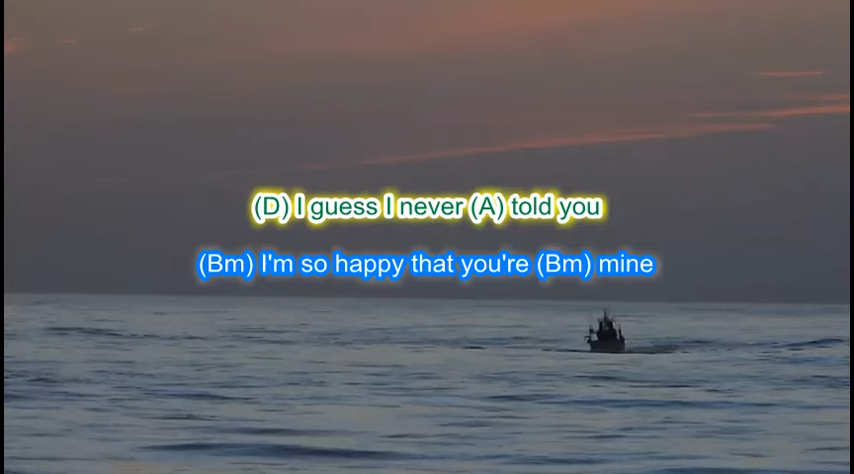 (D) I guess I never (A) told you
(Bm) I'm so happy that you're (Bm) mine